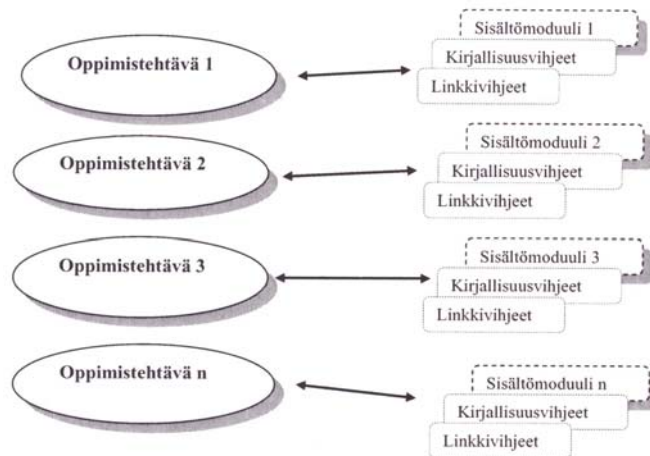 Oppimistehtävä 1
Sisältömoduuli 1
Kirjallisuusvihjeet
Linkkivihjeet
Oppimistehtävä 2
Sisältömoduuli 2
Kirjallisuusvihjeet
Linkkivihjeet
Oppimistehtävä 3
Sisältömoduuli 3
Kirjallisuusvihjeet
Linkkivihjeet
Oppimistehtävä n
Sisältömoduuli n
Kirjallisuusvihjeet
Linkkivihjeet